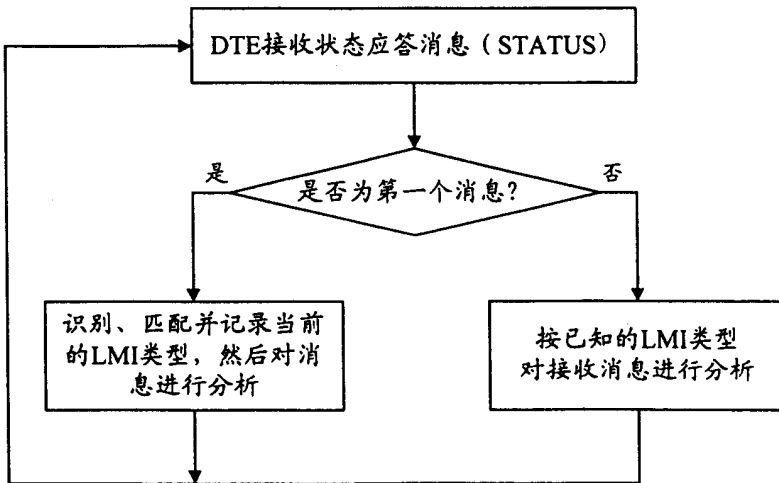 DTE接收状态应答消息（STATUS）
是
是否为第一个消息?
否
识别、匹配并记录当前
的LMI类型，然后对消
息进行分析
按已知的LMI类型
对接收消息进行分析